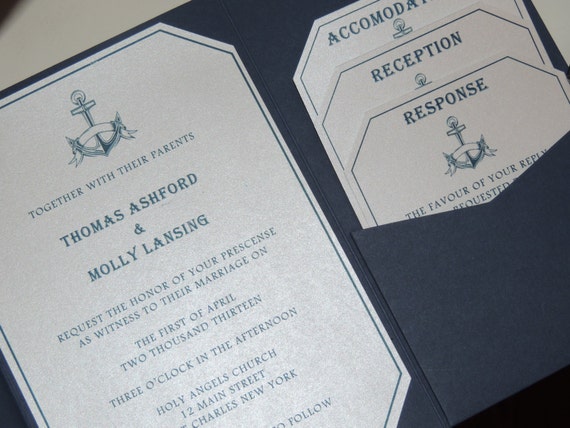 TOGETHER WITH THEIR PARENTS
THOMAS ASHFORD
&
MOLLY LANSING
REQUEST THE HONOR OF YOUR PRESCENSE
AS WITNESS TO THEIR MARRIAGE ON
THE FIRST OF APRIL
TWO THOUSAND THIRTEEN
THREE O'CLOCK IN THE AFTERNOON
HOLY ANGELS CHURCH
12 MAIN STREET
CHARLES NEW YORK
TO FOLLOW
ACCOMODAT
RECEPTION
RESPONSE
THE FAVOUR OF YOUR REPLY
REQUESTED